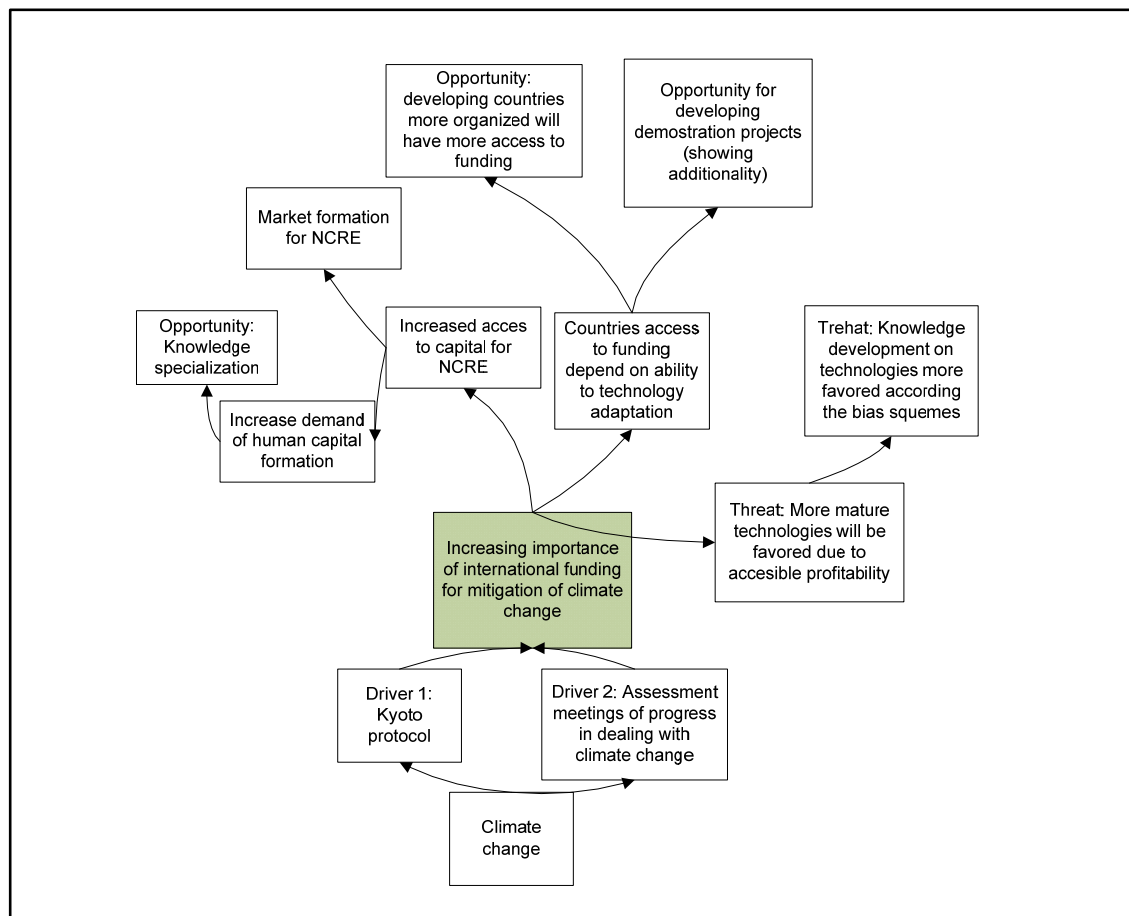 Opportunity:
developing countries
more organized will
have more access to
funding
Opportunity for
developing
demostration projects
(showing
additionality)
Market formation
for NCRE
Opportunity:
Knowledge
specialization
Increased acces
to capital for
NCRE
Countries access
to funding
depend on ability
to technology
adaptation
Trehat: Knowledge
development on
technologies more
favored according
the bias squemes
Increase demand
of human capital
formation
Threat: More mature
technologies will be
favored due to
accesible profitability
Increasing importance
of international funding
for mitigation of climate
change
Driver 1:
Kyoto
protocol
Driver 2: Assessment
meetings of progress
in dealing with
climate change
Climate
change